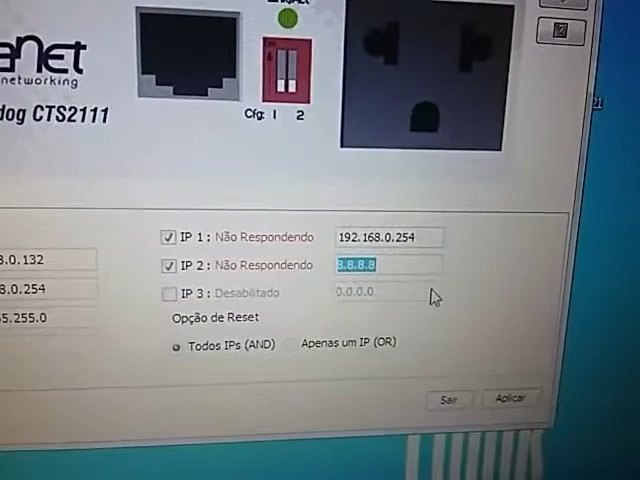 aNet
networking
dog CTS2111
Cfg: 1 2
IP 1 : Não Respondendo 192.168.0.254
8.0.132 IP 2 : Não Respondendo 8.8.8.8
8.0.254 IP 3 : Desabilitado 0.0.0.0
55.255.0 Opção de Reset
Todos IPs (AND) Apenas um IP (OR)
Sair Aplicar